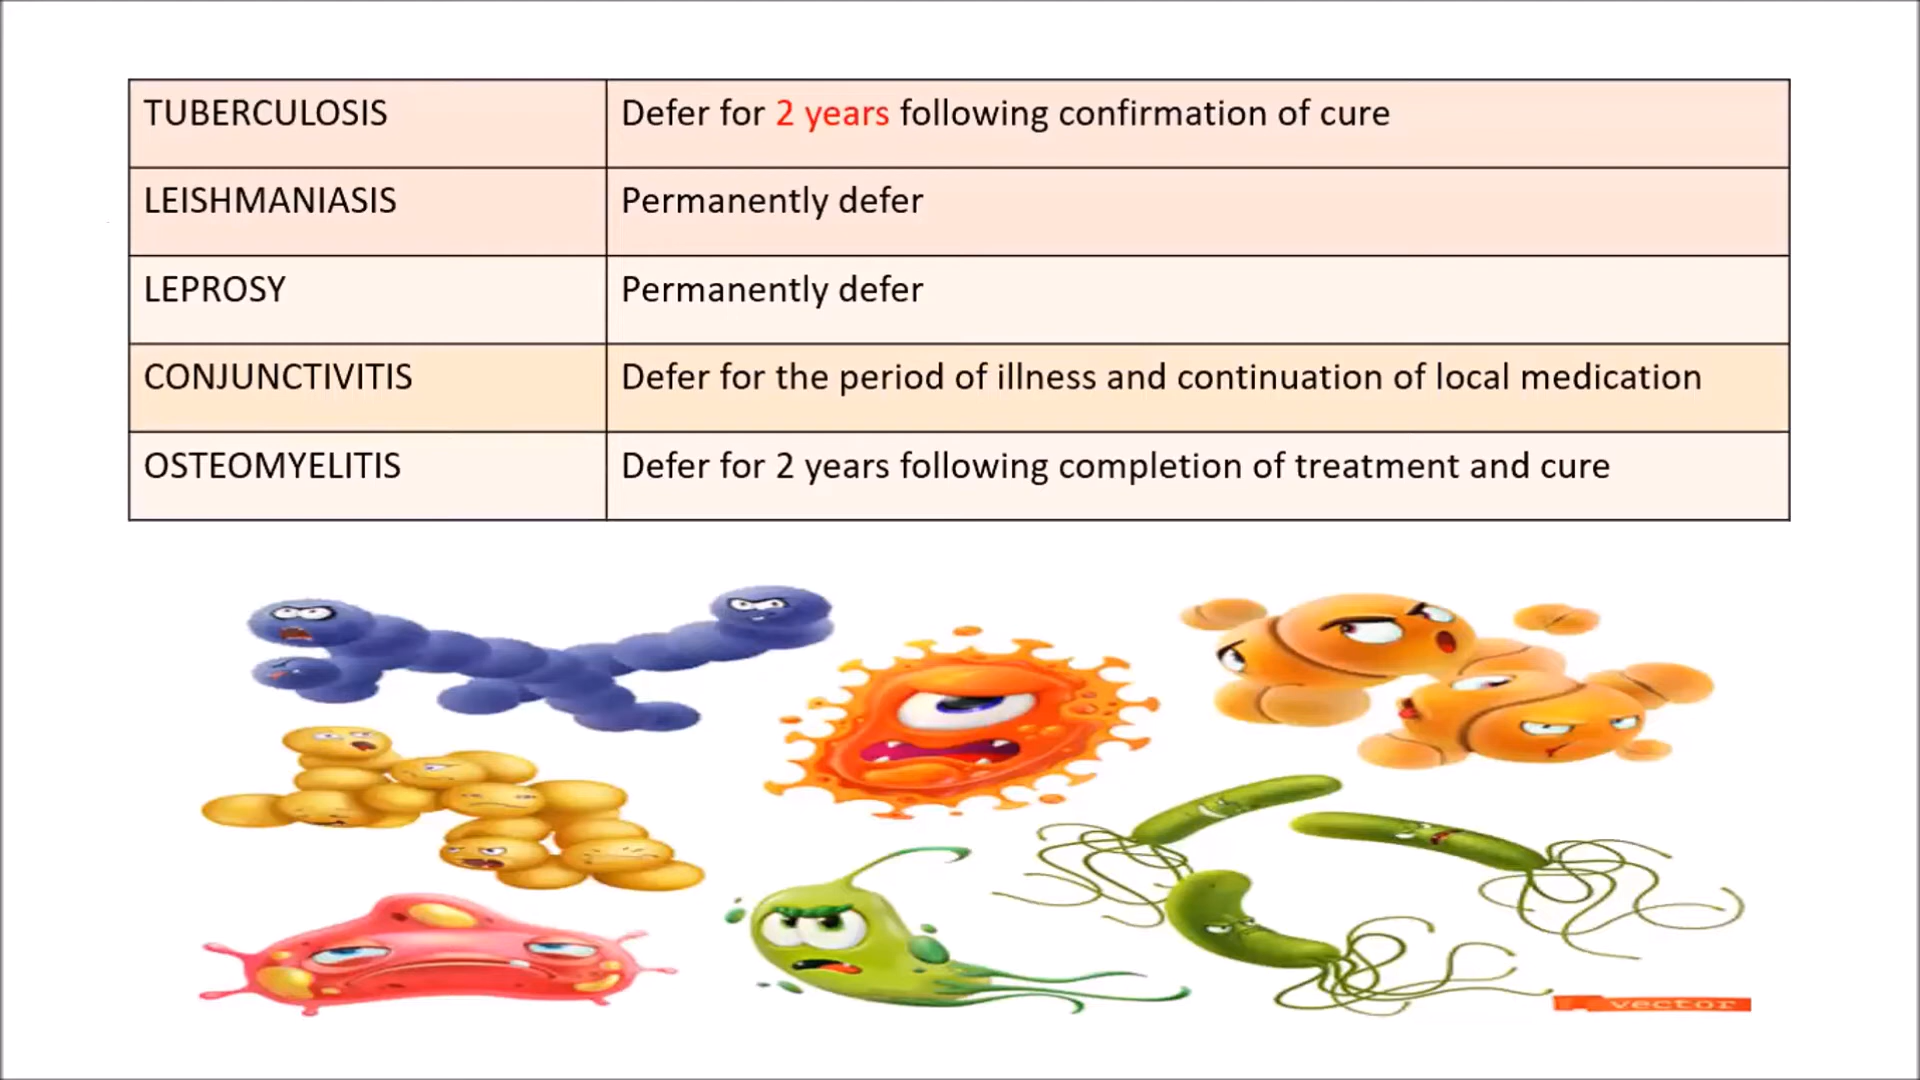 TUBERCULOSIS
Defer for 2 years following confirmation of cure
LEISHMANIASIS
Permanently defer
LEPROSY
Permanently defer
CONJUNCTIVITIS
Defer for the period of illness and continuation of local medication
OSTEOMYELITIS
Defer for 2 years following completion of treatment and cure
vector